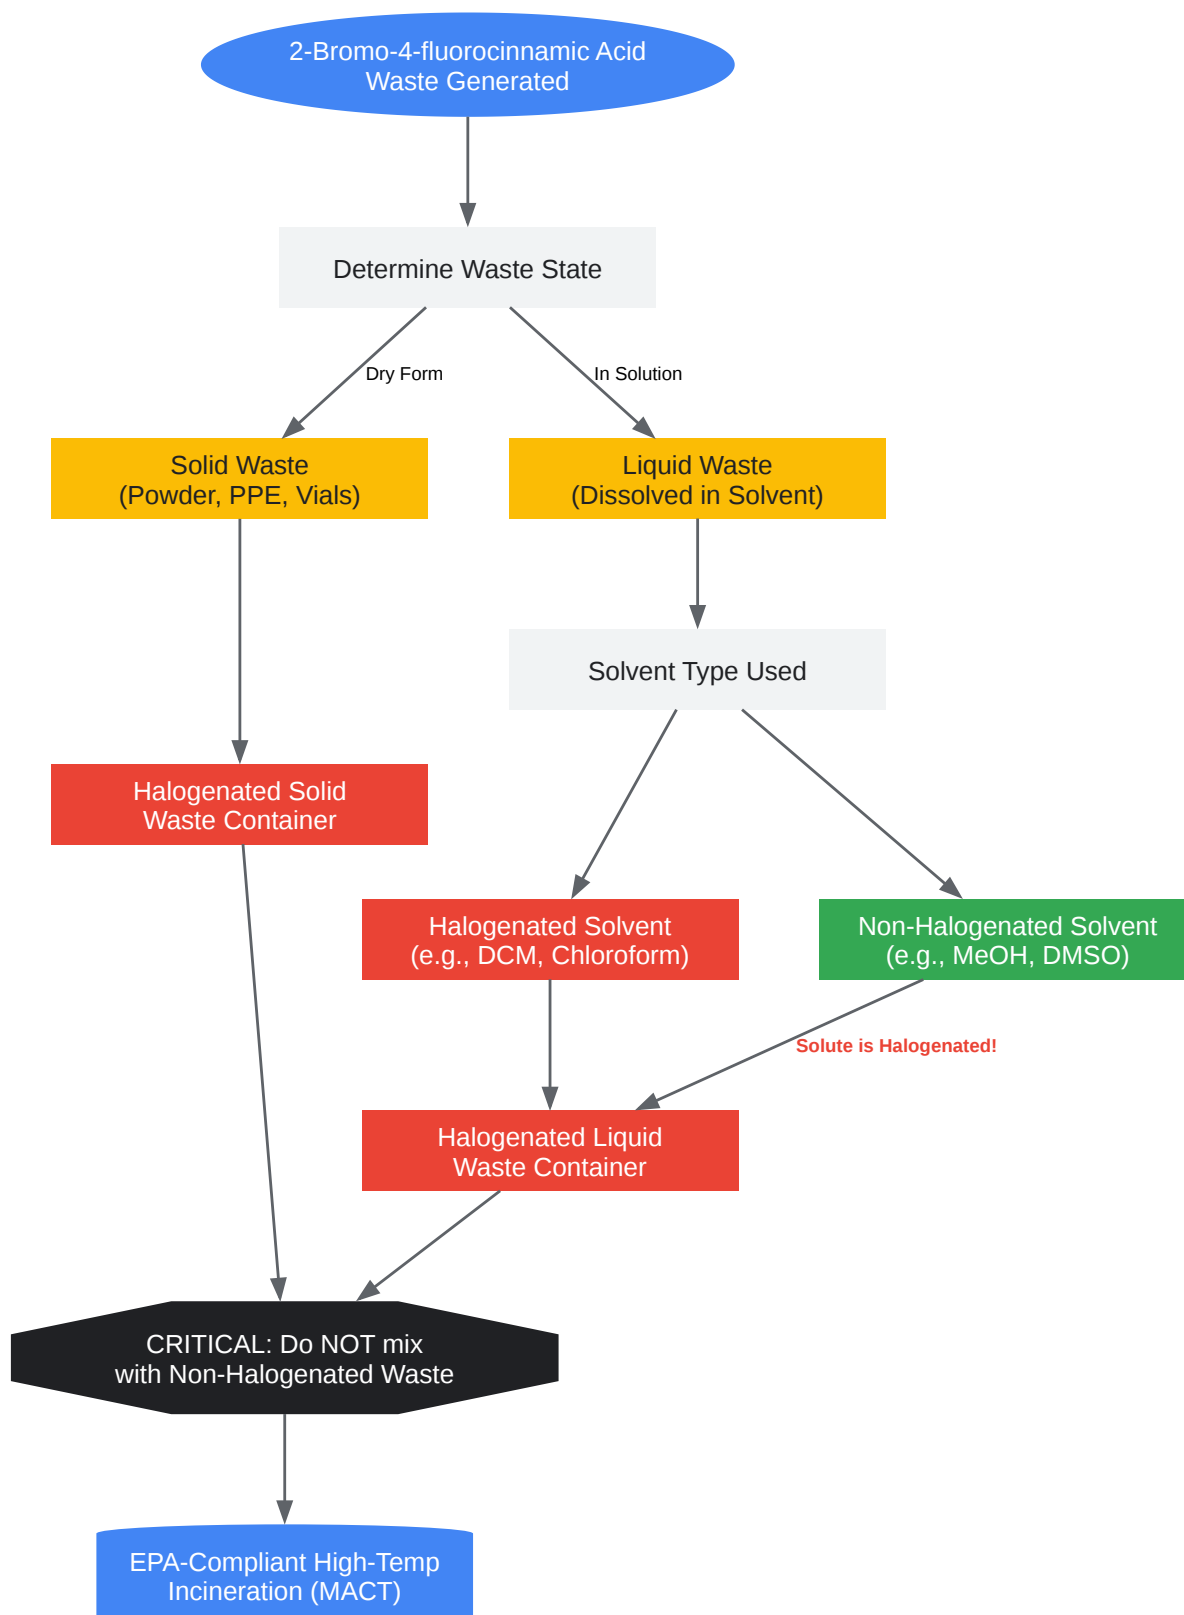 2-Bromo-4-fluorocinnamic Acid
Waste Generated
Determine Waste State
Dry Form
In Solution
Solid Waste
(Powder, PPE, Vials)
Liquid Waste
(Dissolved in Solvent)
Solvent Type Used
Halogenated Solid
Waste Container
Halogenated Solvent
(e.g., DCM, Chloroform)
Non-Halogenated Solvent
(e.g., MeOH, DMSO)
Solute is Halogenated!
Halogenated Liquid
Waste Container
CRITICAL: Do NOT mix
with Non-Halogenated Waste
EPA-Compliant High-Temp
Incineration (MACT)